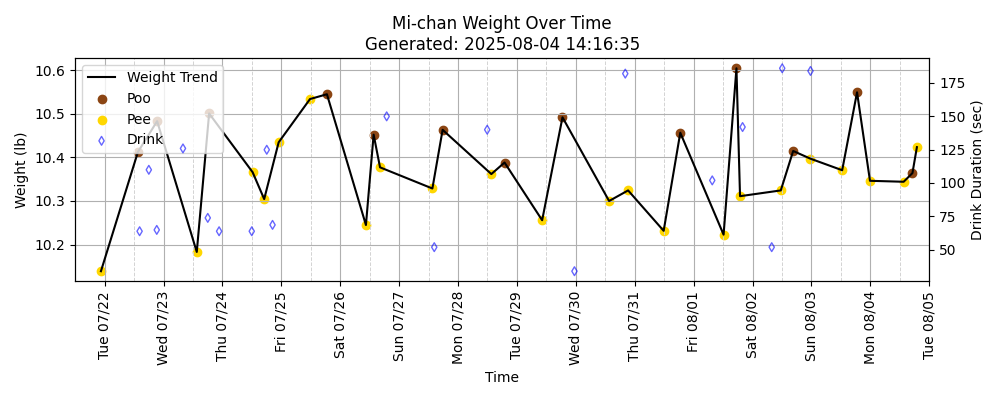 Mi-chan Weight Over Time
Generated: 2025-08-04 14:16:35
Weight (lb)
10.6
10.5
10.4
10.3
10.2
Weight Trend
Poo
Pee
Drink
175
150
125
100
75
50
Drink Duration (sec)
Tue 07/22
Wed 07/23
Thu 07/24
Fri 07/25
Sat 07/26
Sun 07/27
Mon 07/28
Tue 07/29
Wed 07/30
Thu 07/31
Fri 08/01
Sat 08/02
Sun 08/03
Mon 08/04
Tue 08/05
Time